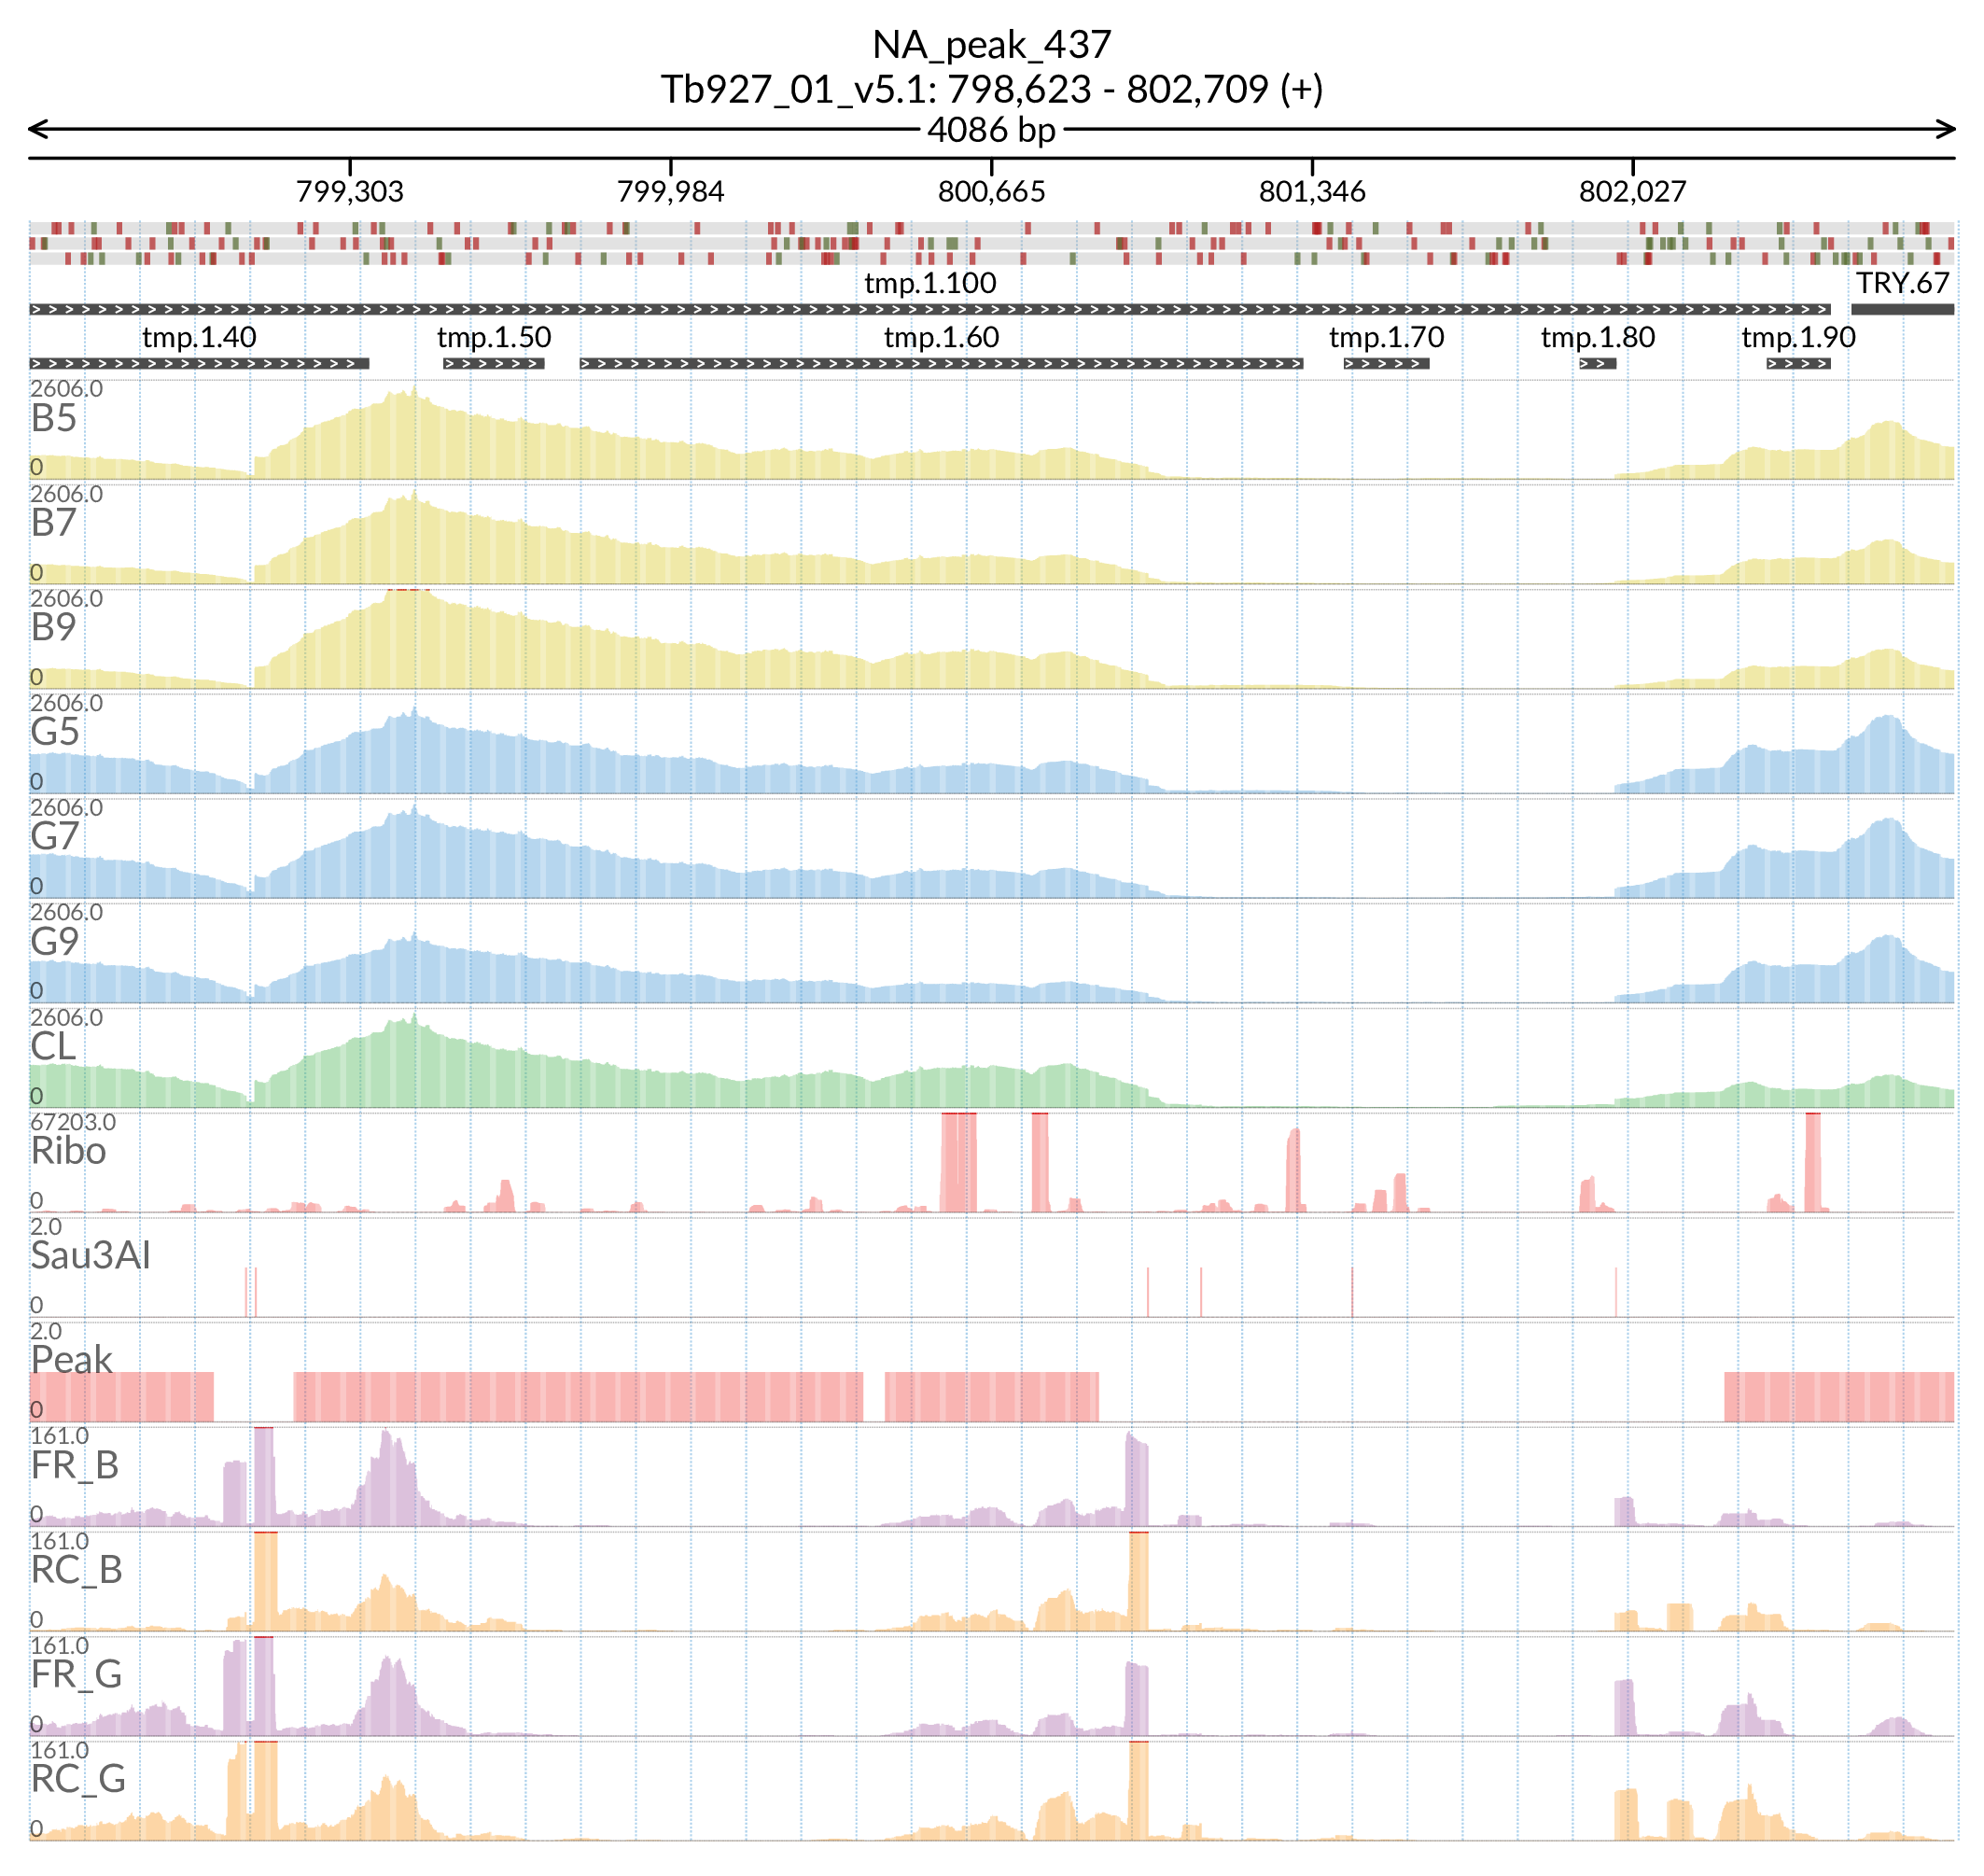 NA_peak_437
Tb927_01_v5.1: 798,623 - 802,709 (+)
4086 bp
799,303 799,984 800,665 801,346 802,027
tmp.1.100 TRY.67
tmp.1.40 tmp.1.50 tmp.1.60 tmp.1.70 tmp.1.80 tmp.1.90
2606.0
B5
0
2606.0
B7
0
2606.0
B9
0
2606.0
G5
0
2606.0
G7
0
2606.0
G9
0
2606.0
CL
0
67203.0
Ribo
0
2.0
Sau3AI
0
2.0
Peak
0
161.0
FR_B
0
161.0
RC_B
0
161.0
FR_G
0
161.0
RC_G
0